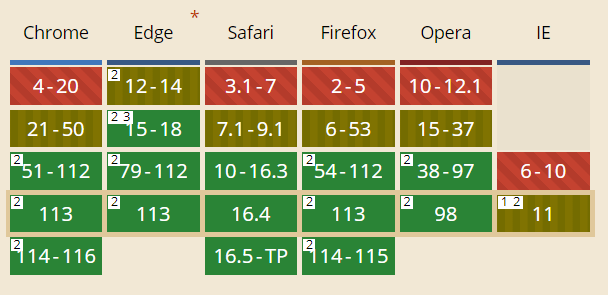 *
Chrome Edge Safari Firefox Opera IE
4-20 2 12-14 3.1-7 2-5 10-12.1
21-50 2 3 15-18 7.1-9.1 6-53 15-37
2 51-112 2 79-112 10-16.3 2 54-112 2 38-97 6-10
2 113 2 113 16.4 2 113 2 98 1 2 11
2 114-116 16.5-TP 2 114-115